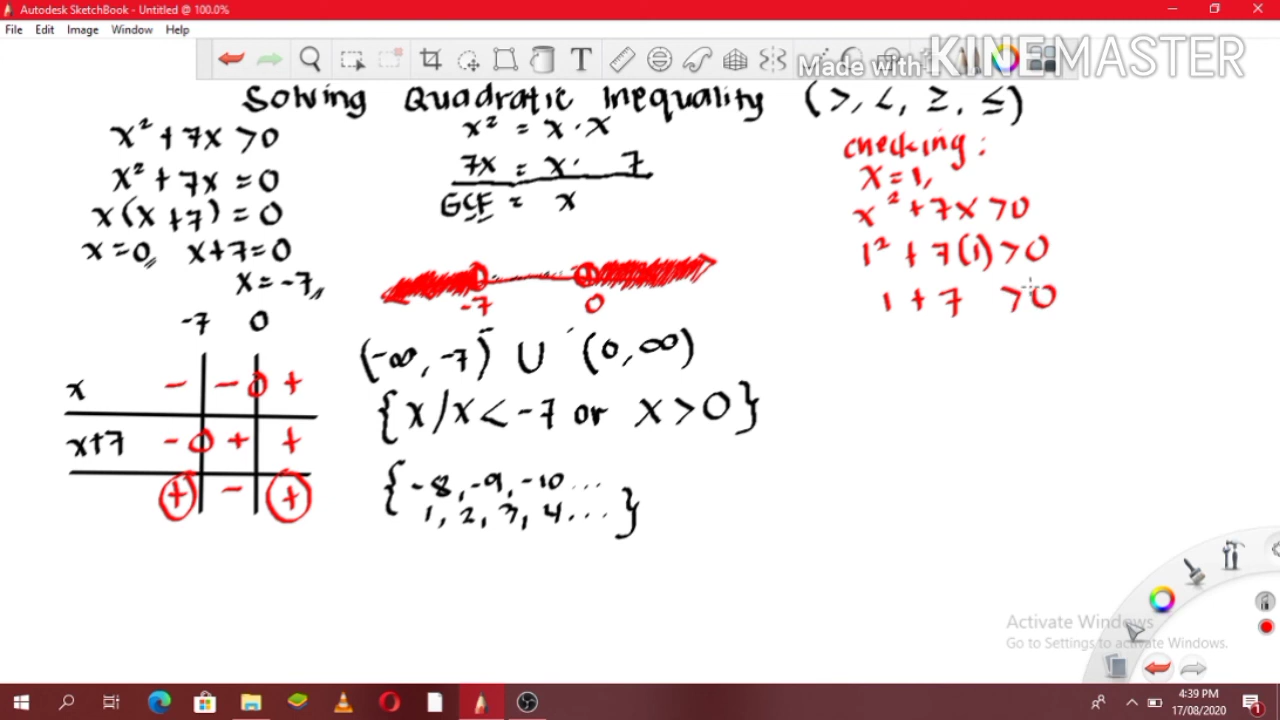 Autodesk SketchBook - Untitled @ 100.0%
File Edit Image Window Help
Made with KINEMASTER
Solving Quadratic Inequality (>, <, ≥, ≤)
x² + 7x > 0
x² + 7x = 0
x(x + 7) = 0
x = 0, x + 7 = 0
x = -7,
x² = x · x
7x = x · 7
GCF = x
-7 0
x - - 0 + 
x+7 - 0 + +
+ - +
-7 0
(-∞, -7) U (0, ∞)
{x/x < -7 or x > 0}
{-8, -9, -10 ...
1, 2, 3, 4 ... }
checking:
x = 1,
x² + 7x > 0
1² + 7(1) > 0
1 + 7 > 0
Activate Windows
Go to Settings to activate Windows.
4:39 PM
17/08/2020